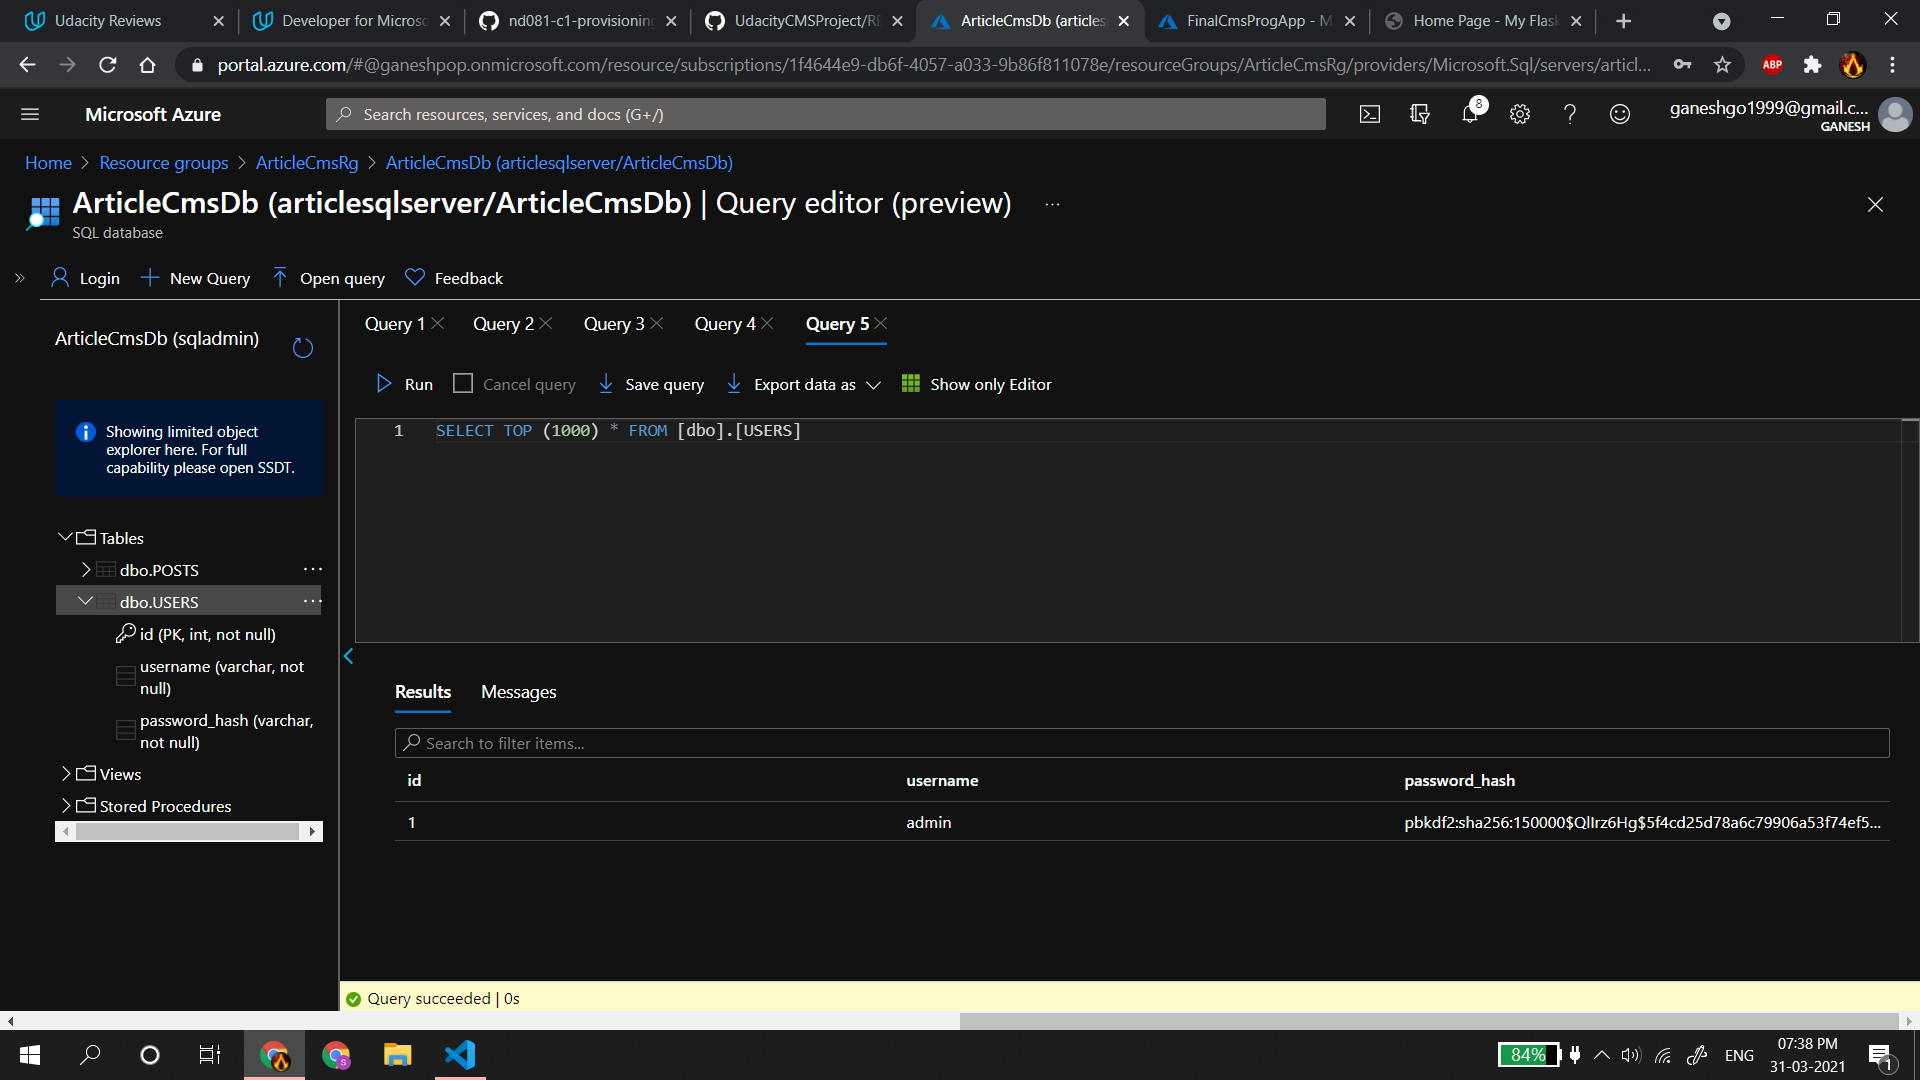 Udacity Reviews
Developer for Microso
nd081-c1-provisioning
UdacityCMSProject/RE
ArticleCmsDb (articles
FinalCmsProgApp - M
Home Page - My Flas
portal.azure.com/#@ganeshpop.onmicrosoft.com/resource/subscriptions/1f4644e9-db6f-4057-a033-9b86f811078e/resourceGroups/ArticleCmsRg/providers/Microsoft.Sql/servers/articl...
ABP
Microsoft Azure
Search resources, services, and docs (G+/)
8
ganeshgo1999@gmail.c...
GANESH
Home > Resource groups > ArticleCmsRg > ArticleCmsDb (articlesqlserver/ArticleCmsDb)
ArticleCmsDb (articlesqlserver/ArticleCmsDb) | Query editor (preview) ...
SQL database
Login
New Query
Open query
Feedback
ArticleCmsDb (sqladmin)
Showing limited object
explorer here. For full
capability please open SSDT.
Tables
dbo.POSTS ...
dbo.USERS ...
id (PK, int, not null)
username (varchar, not
null)
password_hash (varchar,
not null)
Views
Stored Procedures
Query 1
Query 2
Query 3
Query 4
Query 5
Run
Cancel query
Save query
Export data as
Show only Editor
1 SELECT TOP (1000) * FROM [dbo].[USERS]
Results
Messages
Search to filter items...
id username password_hash
1 admin pbkdf2:sha256:150000$QlIrz6Hg$5f4cd25d78a6c79906a53f74ef5...
Query succeeded | 0s
S
84%
ENG
07:38 PM
31-03-2021
1